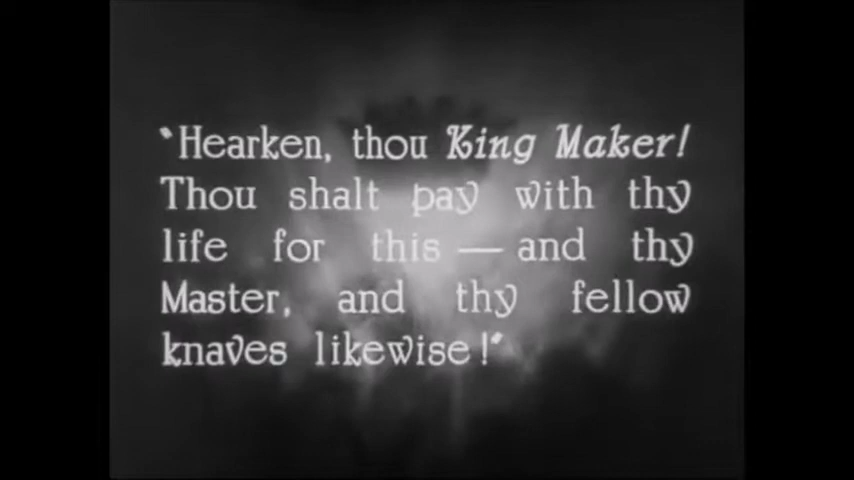 "Hearken, thou King Maker!
Thou shalt pay with thy
life for this — and thy
Master, and thy fellow
knaves likewise!"